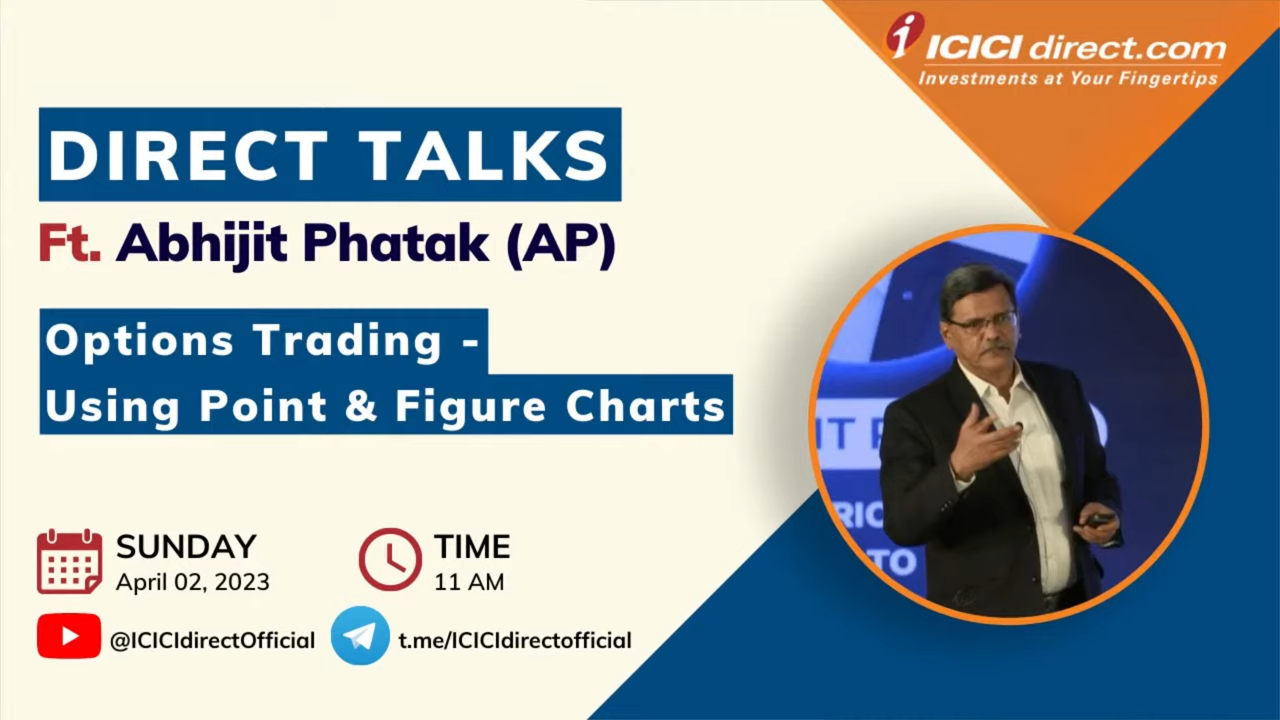 ICICI direct.com
Investments at Your Fingertips
DIRECT TALKS
Ft. Abhijit Phatak (AP)
Options Trading -
Using Point & Figure Charts
SUNDAY
April 02, 2023
TIME
11 AM
@ICICIdirectOfficial
t.me/ICICIdirectofficial